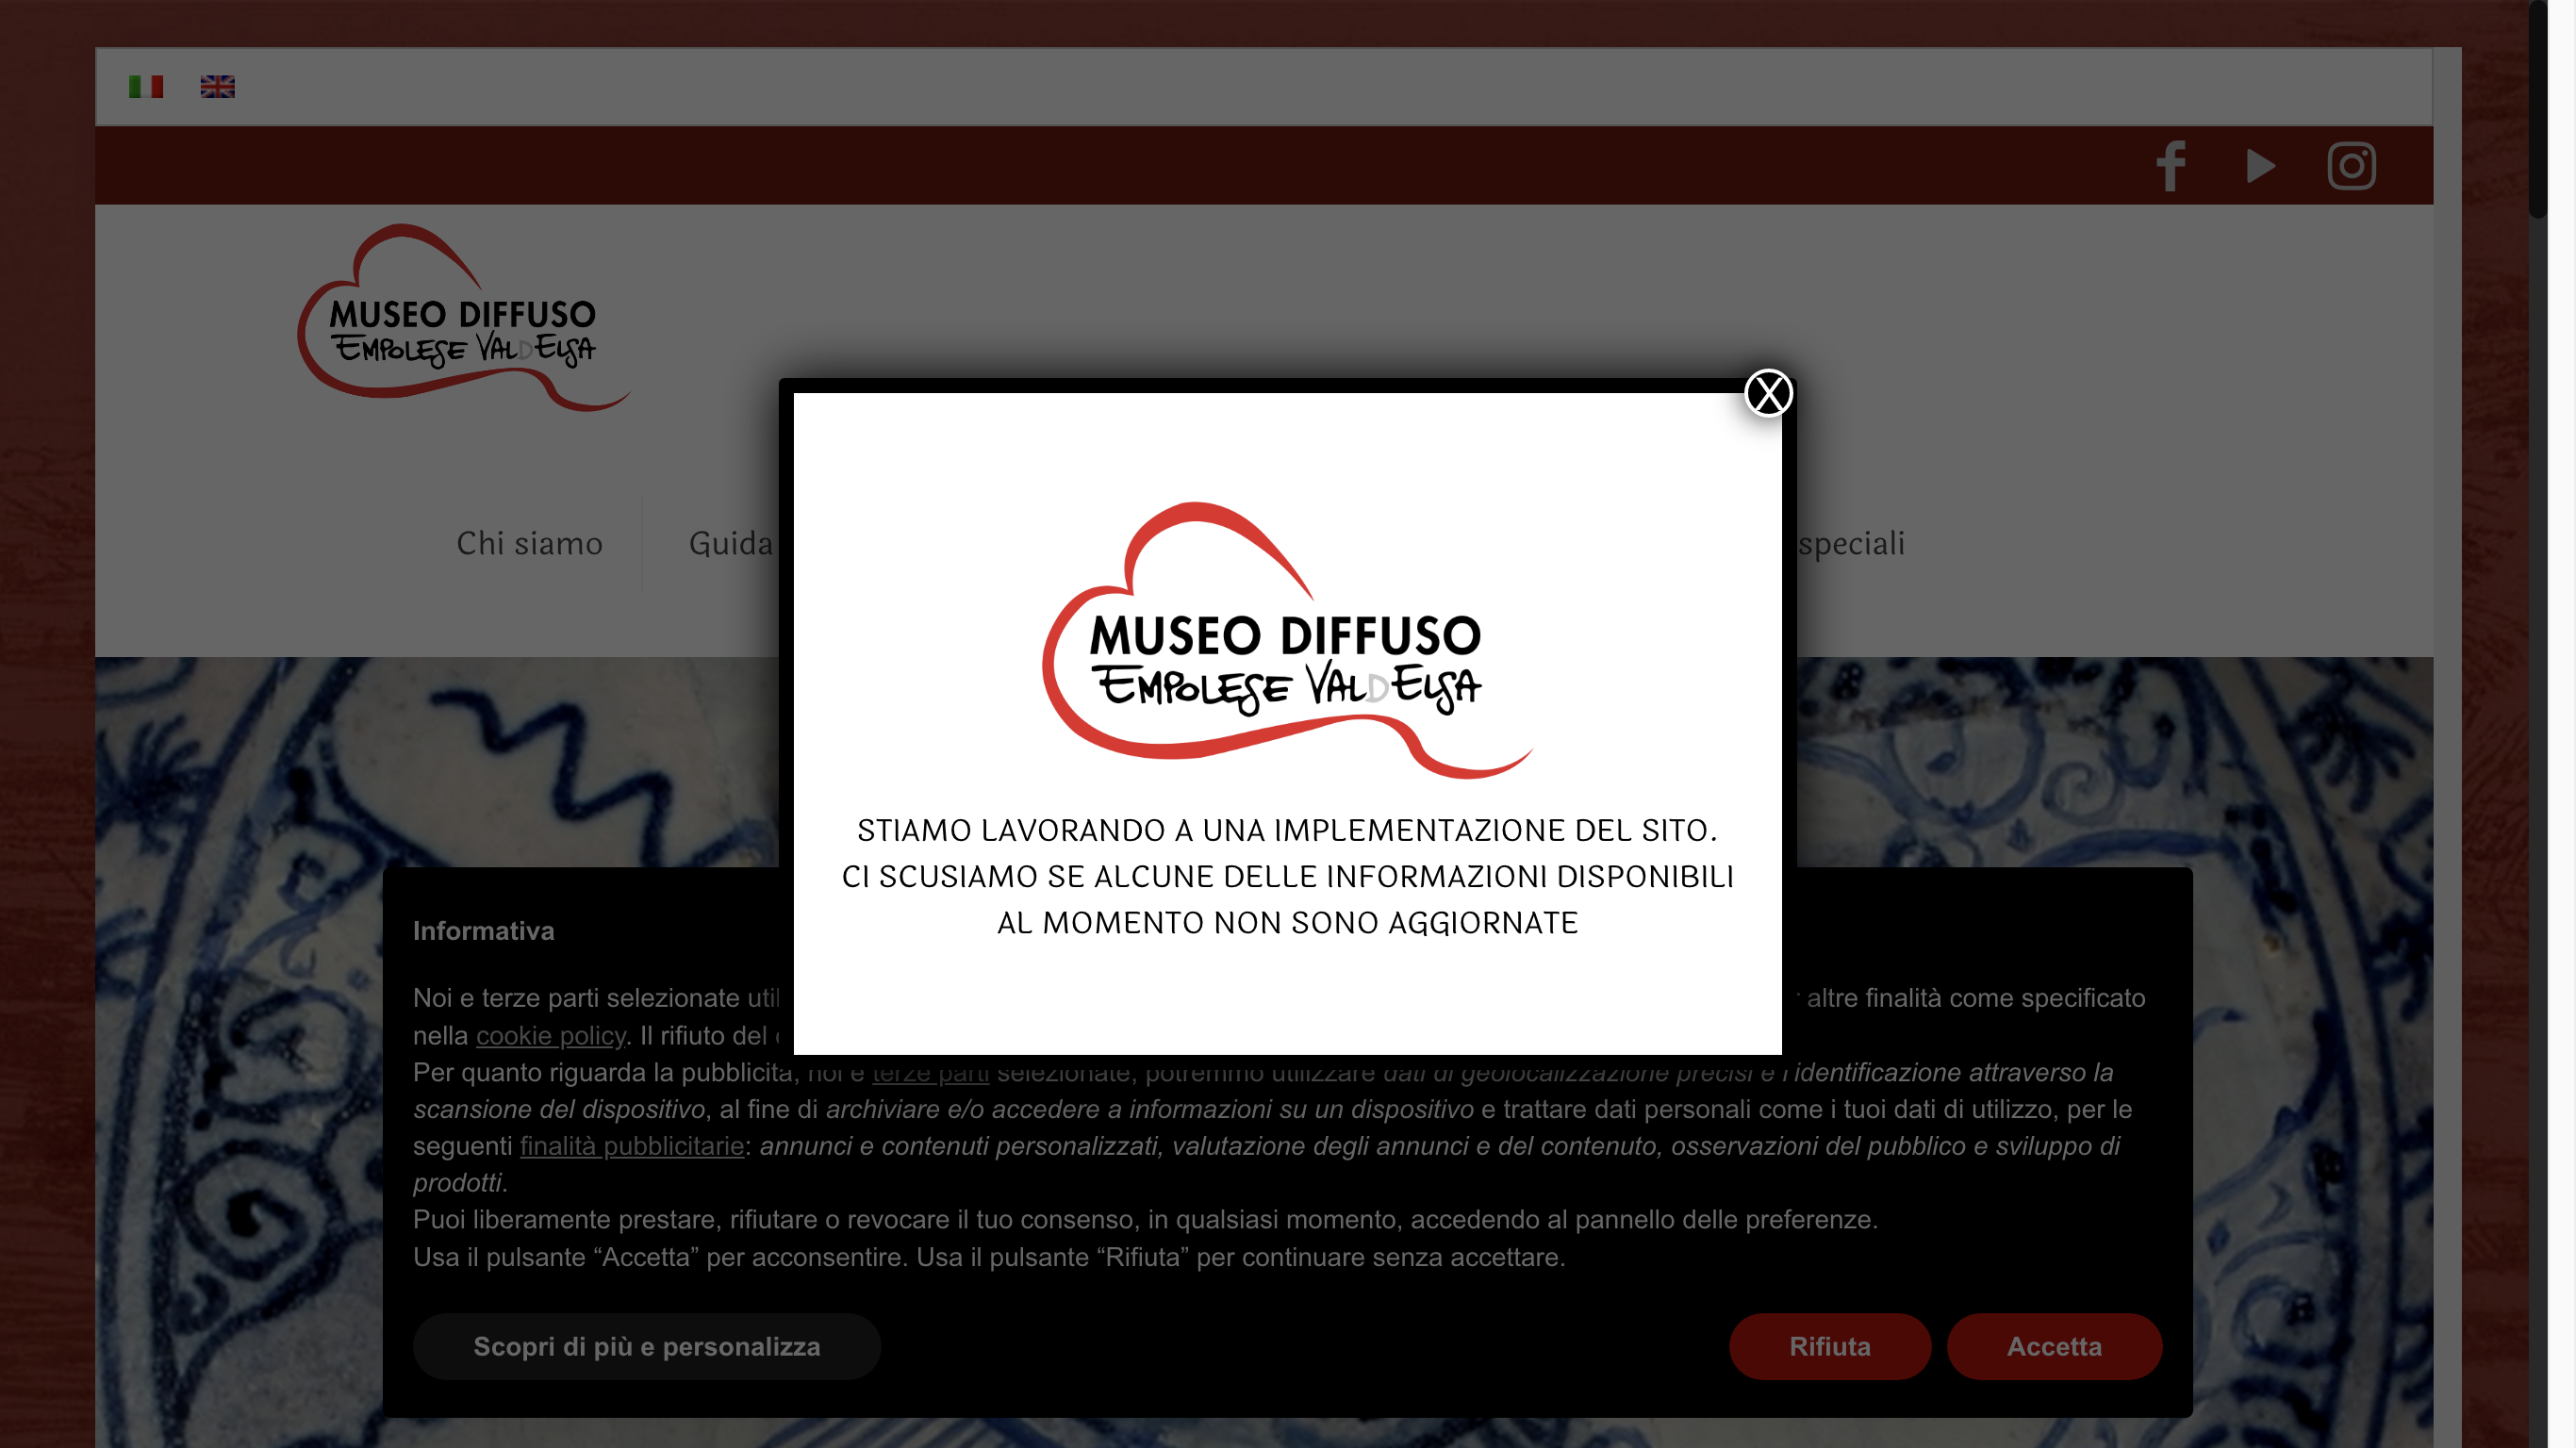 MUSEO DIFFUSO
EMPOLESE VALDELSA
X
Chi siamo
Guida
speciali
MUSEO DIFFUSO
EMPOLESE VALDELSA
STIAMO LAVORANDO A UNA IMPLEMENTAZIONE DEL SITO.
CI SCUSIAMO SE ALCUNE DELLE INFORMAZIONI DISPONIBILI
AL MOMENTO NON SONO AGGIORNATE
Informativa
Noi e terze parti selezionate altre finalità come specificato
nella cookie policy. Il rifiuto del
Per quanto riguarda la pubblicità, noi e terze parti selezionate, potremmo utilizzare dati di geolocalizzazione precisi e l'identificazione attraverso la
scansione del dispositivo, al fine di archiviare e/o accedere a informazioni su un dispositivo e trattare dati personali come i tuoi dati di utilizzo, per le
seguenti finalità pubblicitarie: annunci e contenuti personalizzati, valutazione degli annunci e del contenuto, osservazioni del pubblico e sviluppo di
prodotti.
Puoi liberamente prestare, rifiutare o revocare il tuo consenso, in qualsiasi momento, accedendo al pannello delle preferenze.
Usa il pulsante “Accetta” per acconsentire. Usa il pulsante “Rifiuta” per continuare senza accettare.
Scopri di più e personalizza
Rifiuta
Accetta